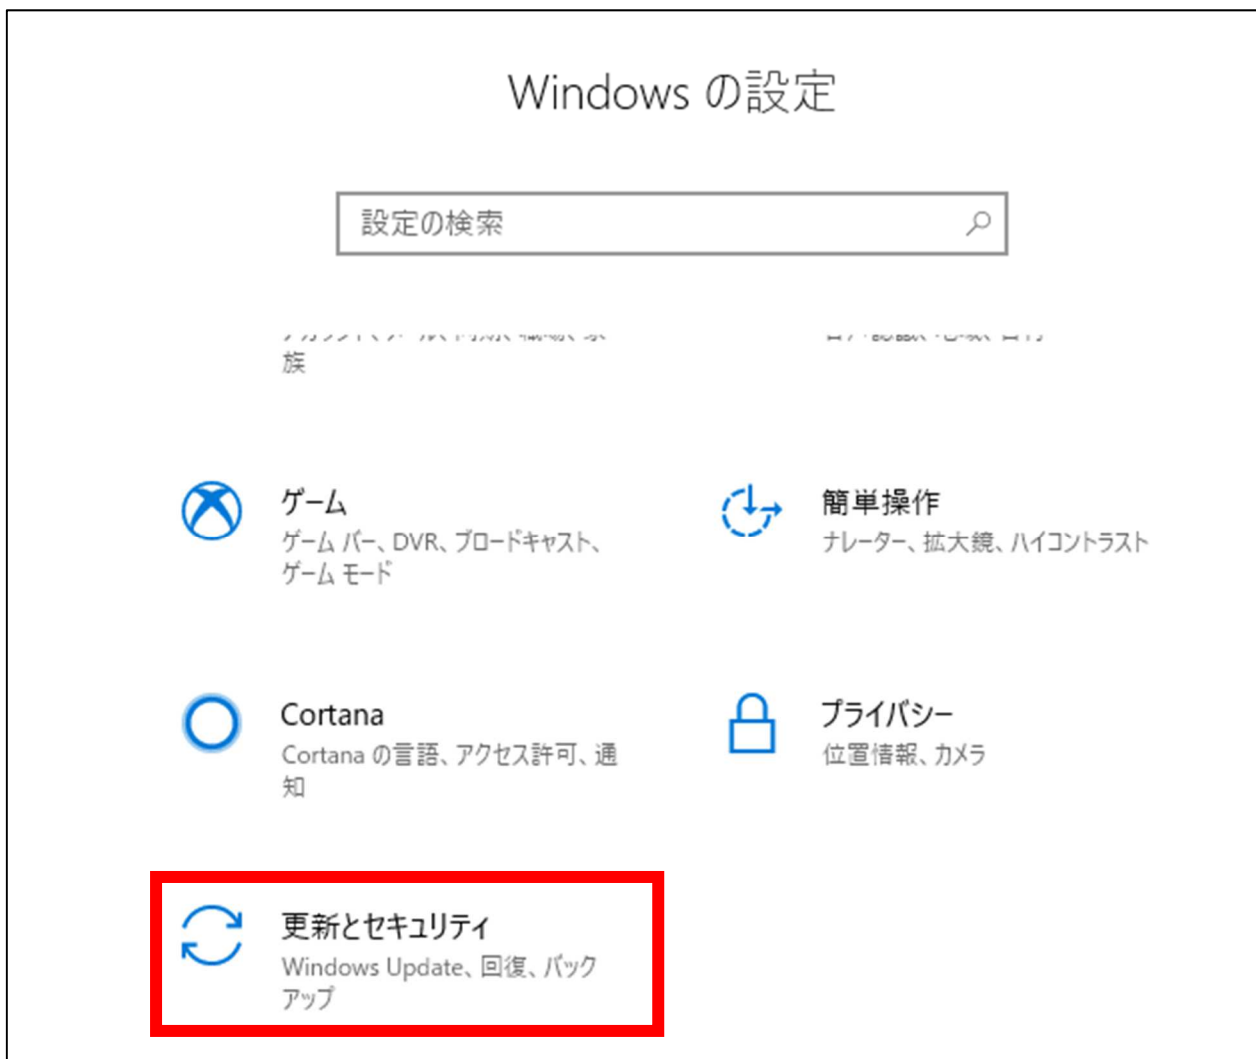 Windows の設定
設定の検索
族
ゲーム
ゲーム バー、DVR、ブロードキャスト、
ゲーム モード
簡単操作
ナレーター、拡大鏡、ハイコントラスト
Cortana
Cortana の言語、アクセス許可、通
知
プライバシー
位置情報、カメラ
更新とセキュリティ
Windows Update、回復、バック
アップ